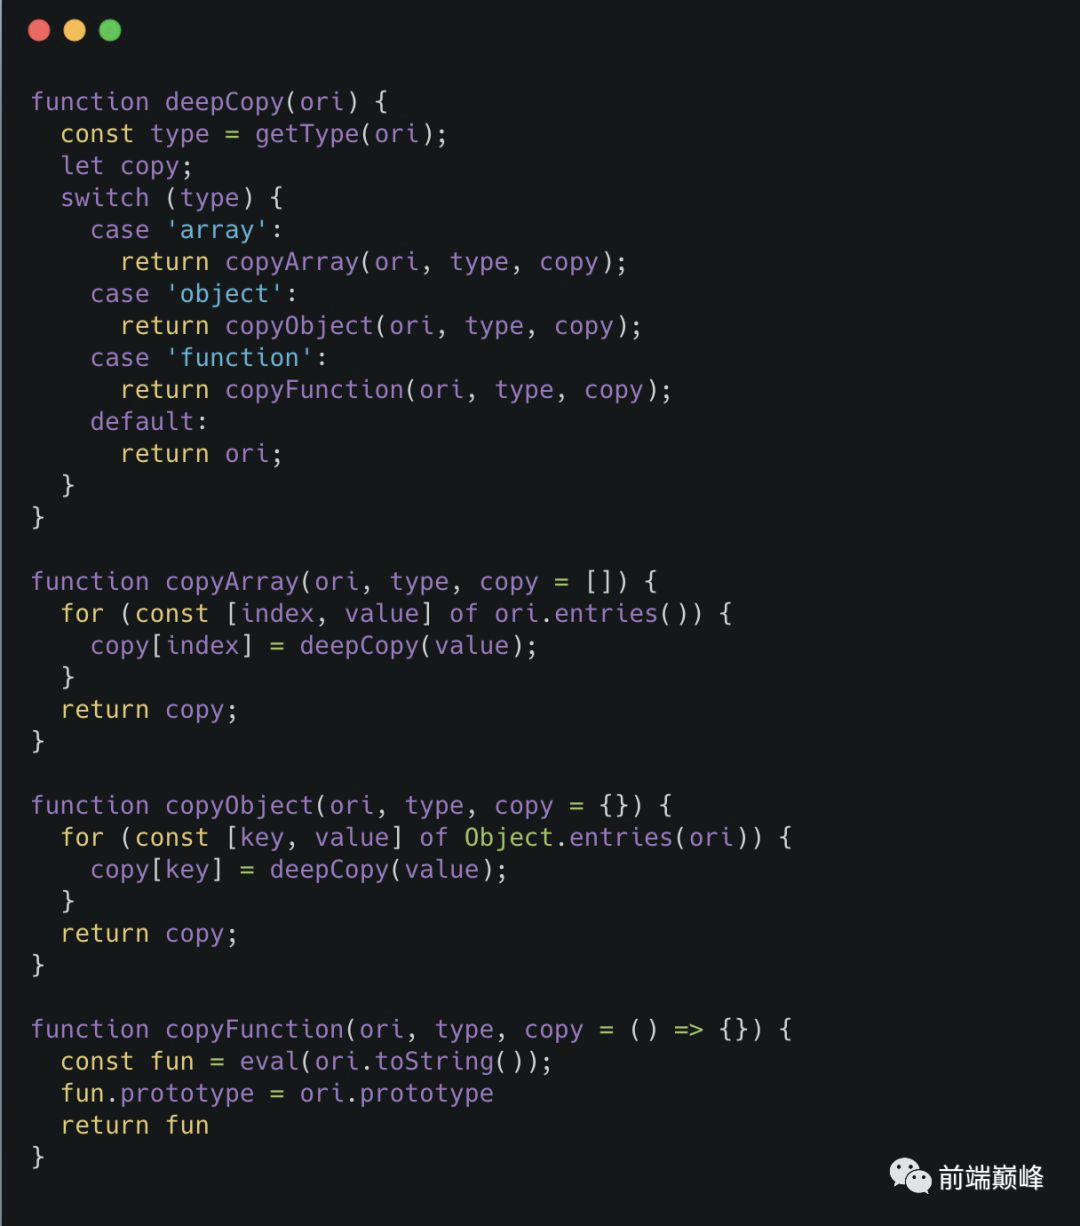 function deepCopy(ori) {
  const type = getType(ori);
  let copy;
  switch (type) {
    case 'array':
      return copyArray(ori, type, copy);
    case 'object':
      return copyObject(ori, type, copy);
    case 'function':
      return copyFunction(ori, type, copy);
    default:
      return ori;
  }
}

function copyArray(ori, type, copy = []) {
  for (const [index, value] of ori.entries()) {
    copy[index] = deepCopy(value);
  }
  return copy;
}

function copyObject(ori, type, copy = {}) {
  for (const [key, value] of Object.entries(ori)) {
    copy[key] = deepCopy(value);
  }
  return copy;
}

function copyFunction(ori, type, copy = () => {}) {
  const fun = eval(ori.toString());
  fun.prototype = ori.prototype
  return fun
}
前端巅峰